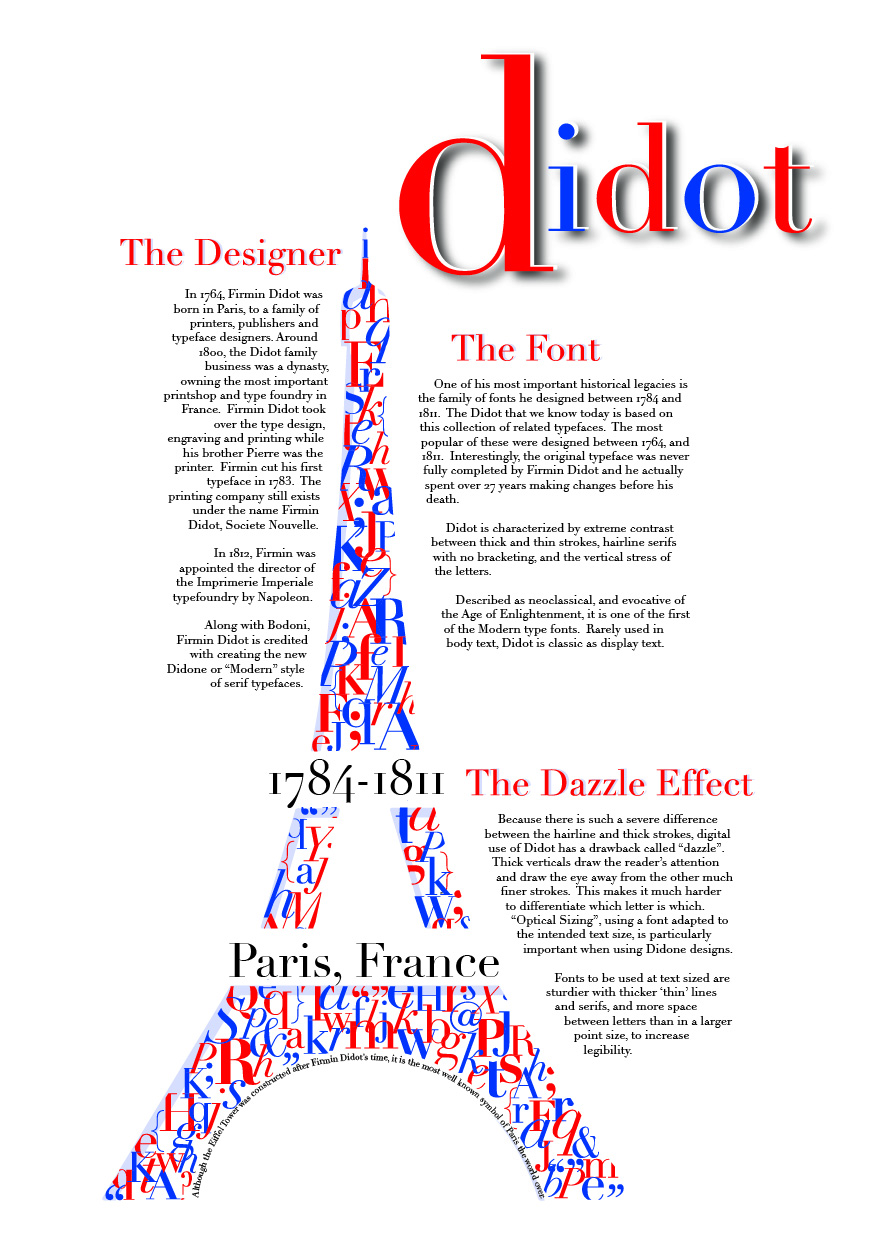 didot
The Designer
In 1764, Firmin Didot was
born in Paris, to a family of
printers, publishers and
typeface designers. Around
1800, the Didot family
business was a dynasty,
owning the most important
printshop and type foundry in
France.  Firmin Didot took
over the type design,
engraving and printing while
his brother Pierre was the
printer.  Firmin cut his first
typeface in 1783.  The
printing company still exists
under the name Firmin
Didot, Societe Nouvelle.
In 1812, Firmin was
appointed the director of
the Imprimerie Imperiale
typefoundry by Napoleon.
Along with Bodoni,
Firmin Didot is credited
with creating the new
Didone or “Modern” style
of serif typefaces.
The Font
One of his most important historical legacies is
the family of fonts he designed between 1784 and
1811.  The Didot that we know today is based on
this collection of related typefaces.  The most
popular of these were designed between 1764, and
1811.  Interestingly, the original typeface was never
fully completed by Firmin Didot and he actually
spent over 27 years making changes before his
death.
Didot is characterized by extreme contrast
between thick and thin strokes, hairline serifs
with no bracketing, and the vertical stress of
the letters.
Described as neoclassical, and evocative of
the Age of Enlightenment, it is one of the first
of the Modern type fonts.  Rarely used in
body text, Didot is classic as display text.
1784-1811
The Dazzle Effect
Because there is such a severe difference
between the hairline and thick strokes, digital
use of Didot has a drawback called “dazzle”.
Thick verticals draw the reader’s attention
and draw the eye away from the other much
finer strokes.  This makes it much harder
to differentiate which letter is which.
“Optical Sizing”, using a font adapted to
the intended text size, is particularly
important when using Didone designs.
Fonts to be used at text sized are
sturdier with thicker ‘thin’ lines
and serifs, and more space
between letters than in a larger
point size, to increase
legibility.
Paris, France
Although the Eiffel Tower was constructed after Firmin Didot’s time, it is the most well known symbol of Paris the world over.